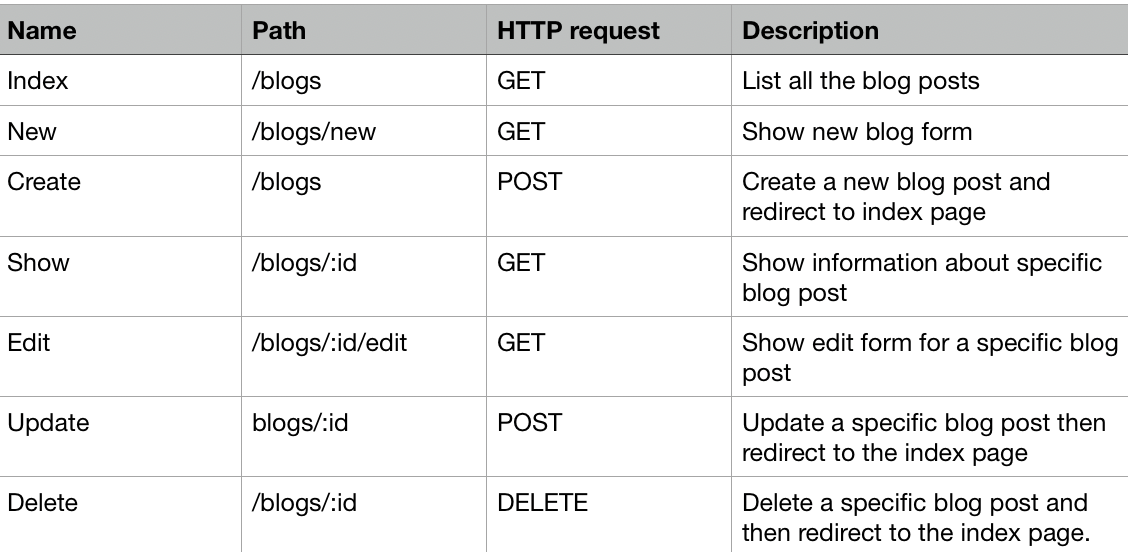 Name Path HTTP request Description
Index /blogs GET List all the blog posts
New /blogs/new GET Show new blog form
Create /blogs POST Create a new blog post and
redirect to index page
Show /blogs/:id GET Show information about specific
blog post
Edit /blogs/:id/edit GET Show edit form for a specific blog
post
Update blogs/:id POST Update a specific blog post then
redirect to the index page
Delete /blogs/:id DELETE Delete a specific blog post and
then redirect to the index page.